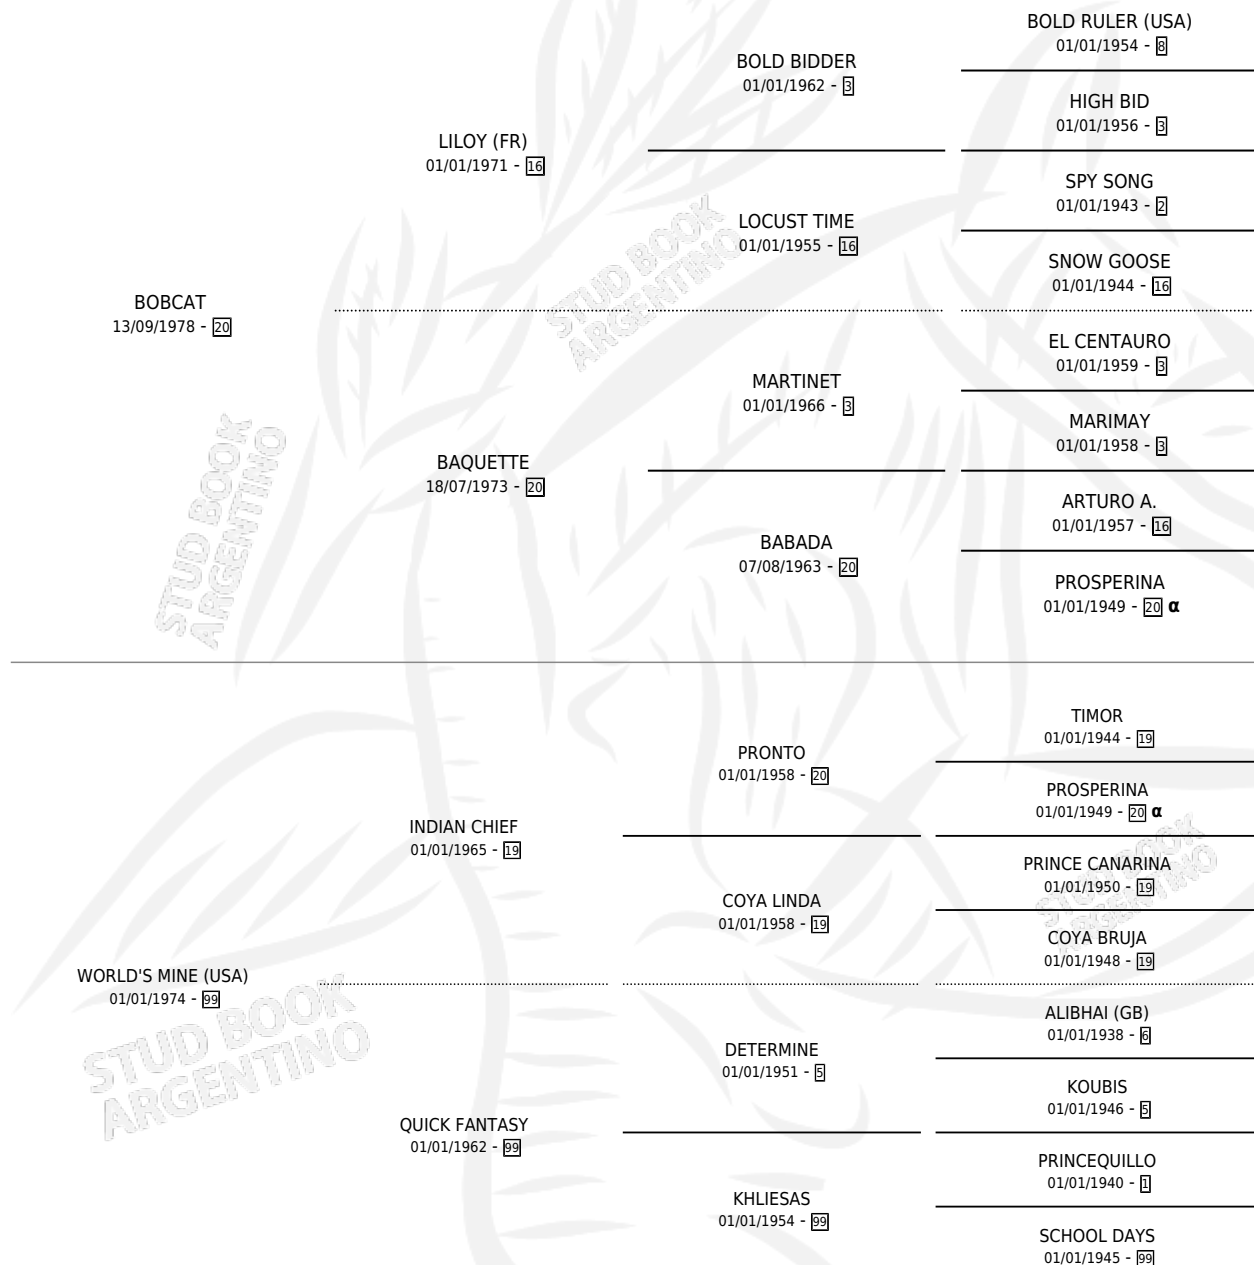 BOLD RULER (USA)
01/01/1954 - 8
BOLD BIDDER
01/01/1962 - 3
HIGH BID
01/01/1956 - 3
LILOY (FR)
01/01/1971 - 16
SPY SONG
01/01/1943 - 2
LOCUST TIME
01/01/1955 - 16
SNOW GOOSE
01/01/1944 - 16
BOBCAT
13/09/1978 - 20
STUD BOOK
ARGENTINO
EL CENTAURO
01/01/1959 - 3
MARTINET
01/01/1966 - 3
MARIMAY
01/01/1958 - 3
BAQUETTE
18/07/1973 - 20
STUD BOOK
ARGENTINO
ARTURO A.
01/01/1957 - 16
BABADA
07/08/1963 - 20
PROSPERINA
01/01/1949 - 20 α
TIMOR
01/01/1944 - 19
PRONTO
01/01/1958 - 20
PROSPERINA
01/01/1949 - 20 α
INDIAN CHIEF
01/01/1965 - 19
PRINCE CANARINA
01/01/1950 - 19
STUD BOOK
ARGENTINO
COYA LINDA
01/01/1958 - 19
COYA BRUJA
01/01/1948 - 19
WORLD'S MINE (USA)
01/01/1974 - 99
STUD BOOK
ARGENTINO
ALIBHAI (GB)
01/01/1938 - 6
DETERMINE
01/01/1951 - 5
KOUBIS
01/01/1946 - 5
QUICK FANTASY
01/01/1962 - 99
PRINCEQUILLO
01/01/1940 - 1
KHLIESAS
01/01/1954 - 99
SCHOOL DAYS
01/01/1945 - 99